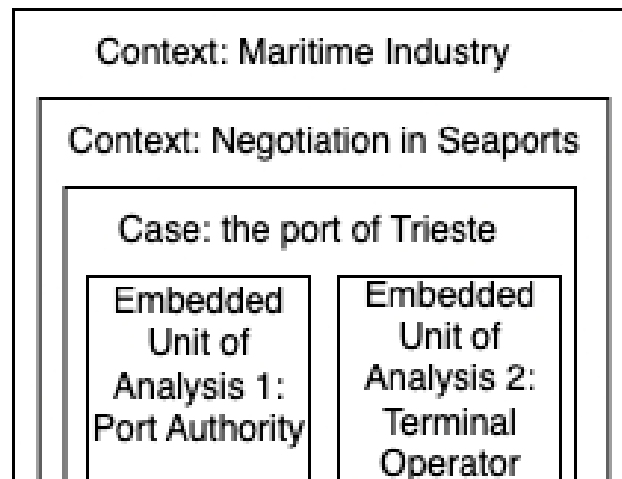 Context: Maritime Industry
Context: Negotiation in Seaports
Case: the port of Trieste
Embedded
Unit of
Analysis 1:
Port Authority
Embedded
Unit of
Analysis 2:
Terminal
Operator